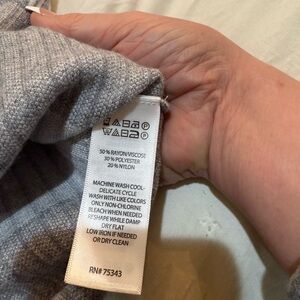 50% RAYON/VISCOSE
30% POLYESTER
20% NYLON
MACHINE WASH COOL-
DELICATE CYCLE
WASH WITH LIKE COLORS
ONLY NON-CHLORINE
BLEACH WHEN NEEDED
RESHAPE WHILE DAMP
DRY FLAT
LOW IRON IF NEEDED
OR DRY CLEAN
RN# 75343